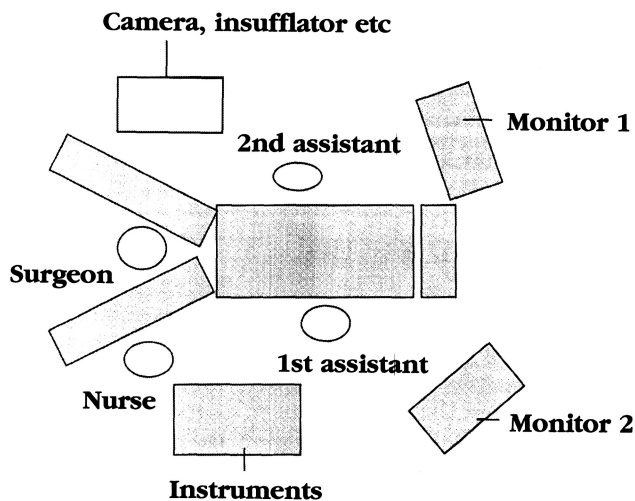 Camera, insufflator etc
Monitor 1
2nd assistant
Surgeon
1st assistant
Nurse
Monitor 2
Instruments